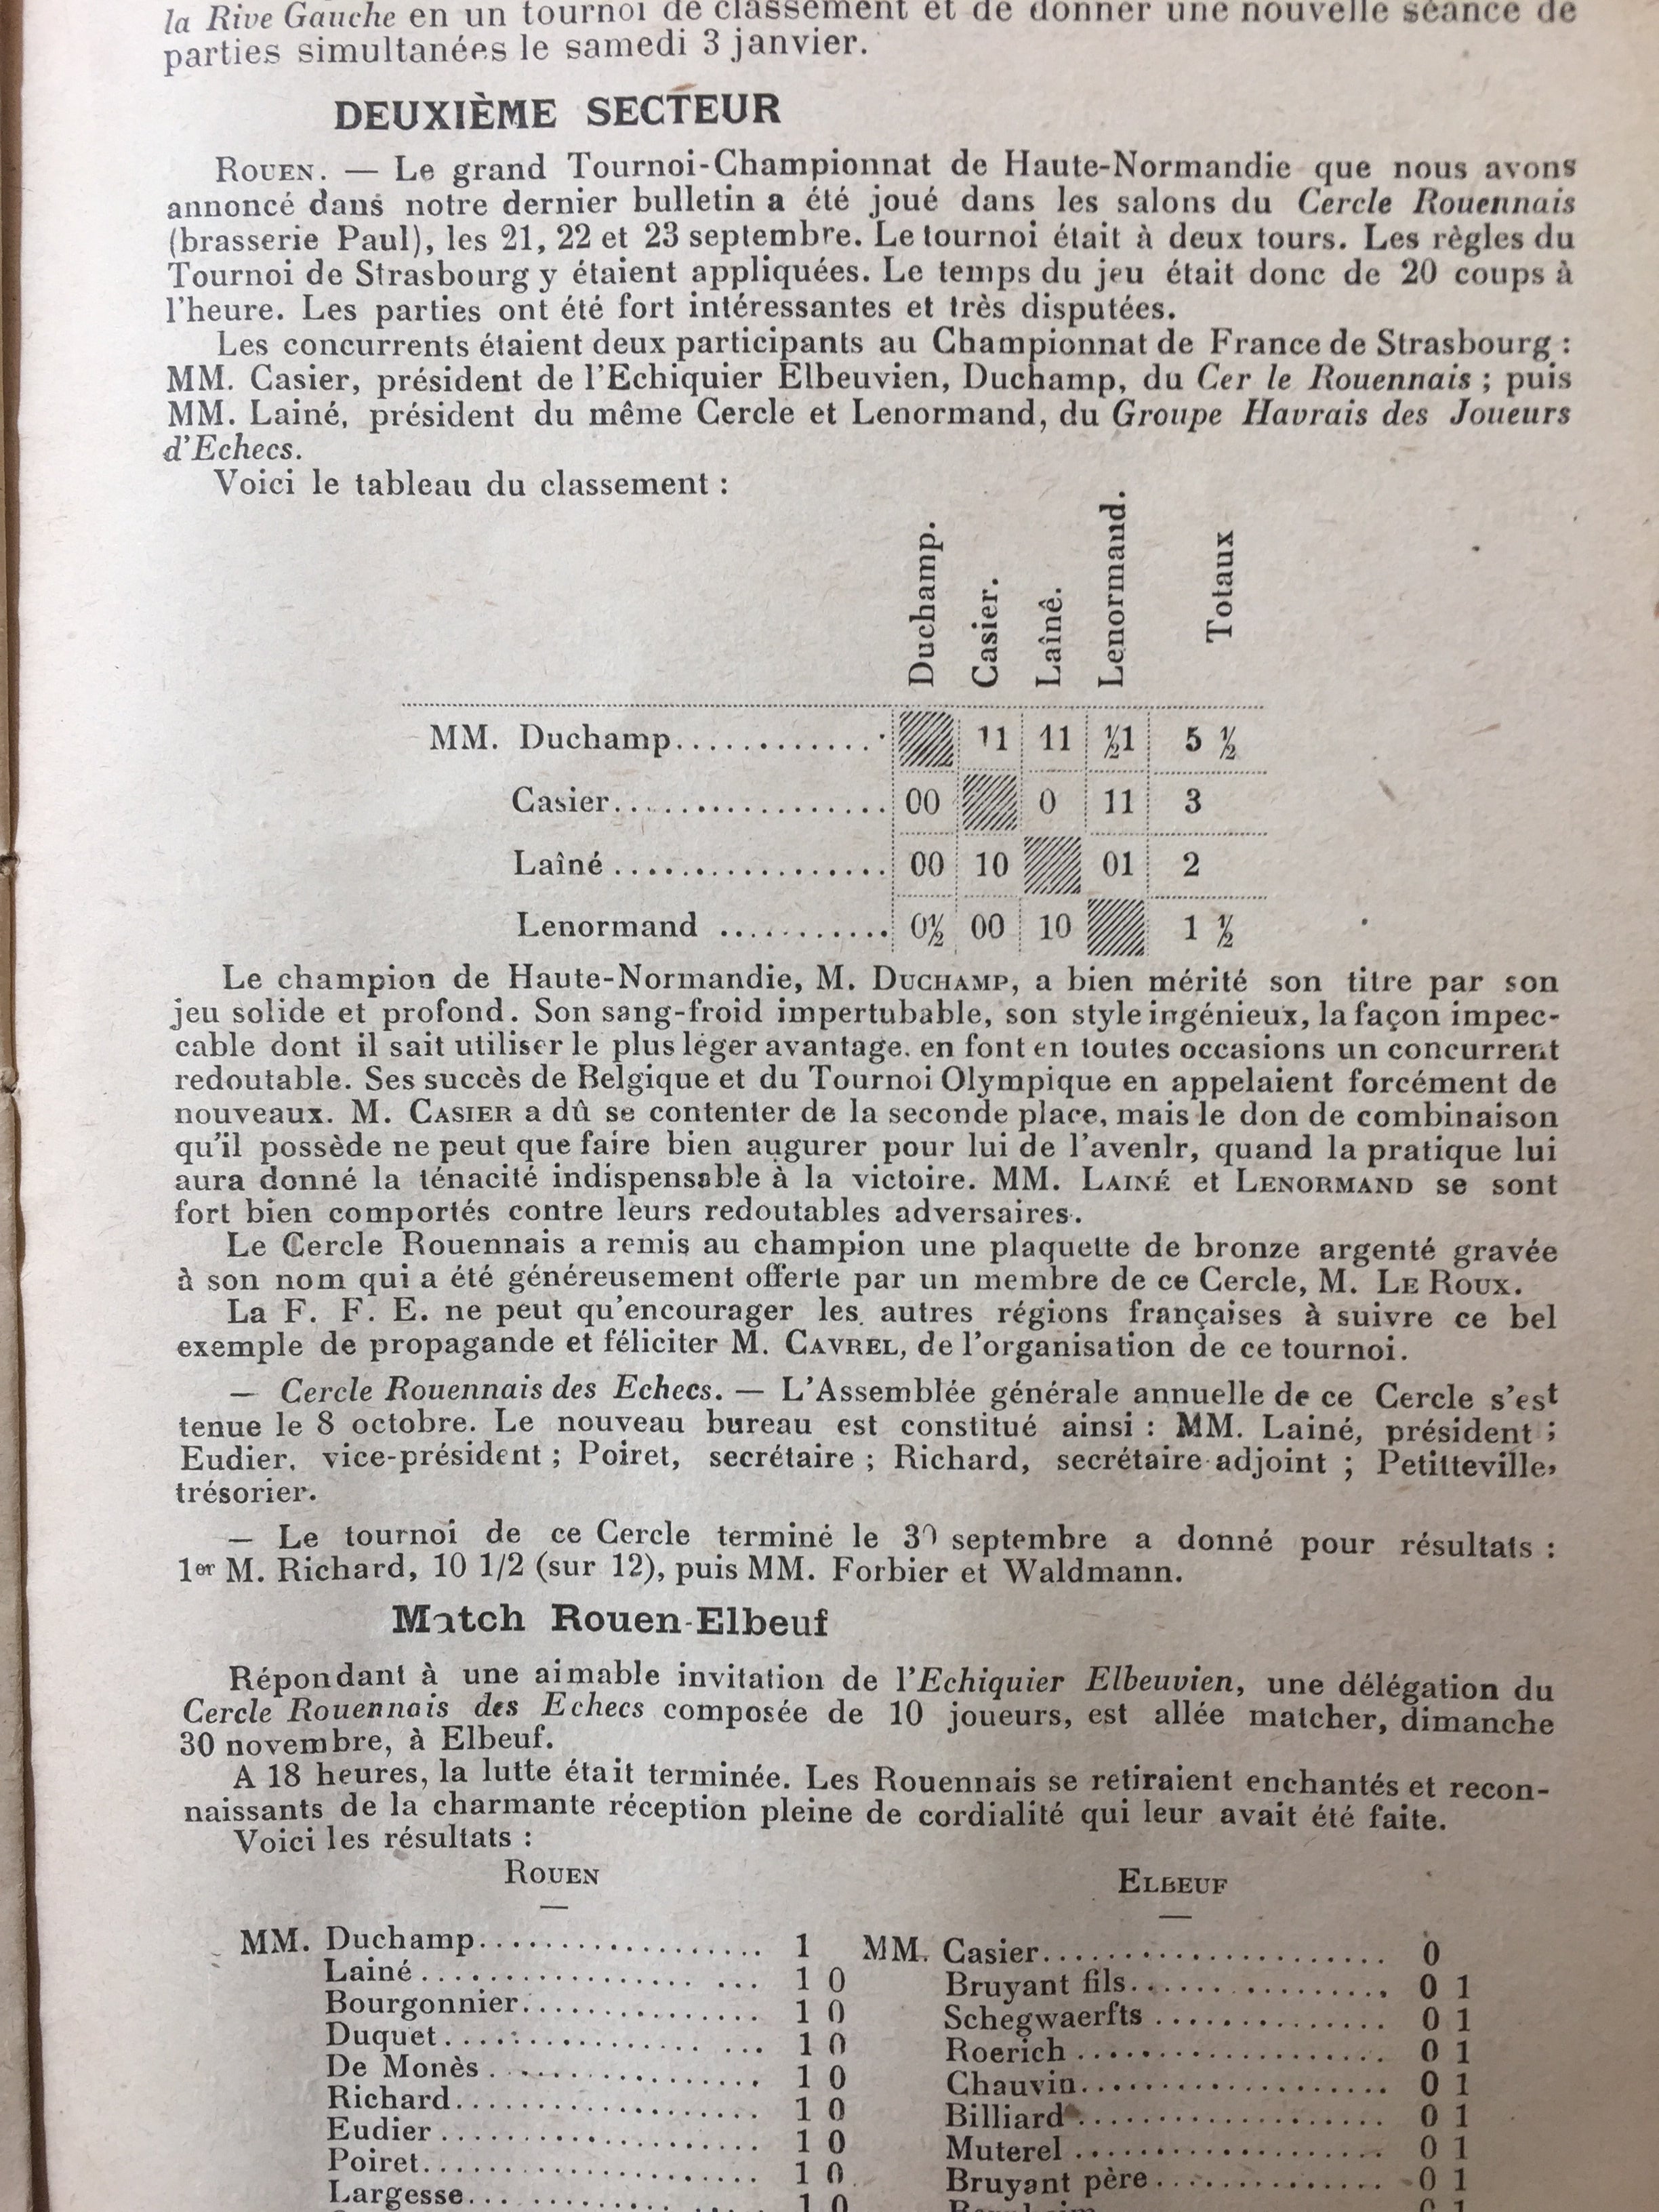 la Rive Gauche en un tournoi de classement et de donner une nouvelle séance de
parties simultanées le samedi 3 janvier.
DEUXIÈME SECTEUR
ROUEN. — Le grand Tournoi-Championnat de Haute-Normandie que nous avons
annoncé dans notre dernier bulletin a été joué dans les salons du Cercle Rouennais
(brasserie Paul), les 21, 22 et 23 septembre. Le tournoi était à deux tours. Les règles du
Tournoi de Strasbourg y étaient appliquées. Le temps du jeu était donc de 20 coups à
l'heure. Les parties ont été fort intéressantes et très disputées.
Les concurrents étaient deux participants au Championnat de France de Strasbourg :
MM. Casier, président de l'Echiquier Elbeuvien, Duchamp, du Cer le Rouennais ; puis
MM. Lainé, président du même Cercle et Lenormand, du Groupe Havrais des Joueurs
d'Echecs.
Voici le tableau du classement :
Duchamp. Casier. Laînê. Lenormaud. Totaux
MM. Duchamp............ 11 11 ½1 5 ½
Casier................. 00 0 11 3
Laîné ................. 00 10 01 2
Lenormand ........... 0½ 00 10 1 ½
Le champion de Haute-Normandie, M. DUCHAMP, a bien mérité son titre par son
jeu solide et profond. Son sang-froid impertubable, son style ingénieux, la façon impec-
cable dont il sait utiliser le plus léger avantage. en font en toutes occasions un concurrent
redoutable. Ses succès de Belgique et du Tournoi Olympique en appelaient forcément de
nouveaux. M. CASIER a dû se contenter de la seconde place, mais le don de combinaison
qu'il possède ne peut que faire bien augurer pour lui de l'avenlr, quand la pratique lui
aura donné la ténacité indispensable à la victoire. MM. LAINÉ et LENORMAND se sont
fort bien comportés contre leurs redoutables adversaires.
Le Cercle Rouennais a remis au champion une plaquette de bronze argenté gravée
à son nom qui a été généreusement offerte par un membre de ce Cercle, M. LE ROUX.
La F. F. E. ne peut qu'encourager les autres régions françaises à suivre ce bel
exemple de propagande et féliciter M. CAVREL, de l'organisation de ce tournoi.
— Cercle Rouennais des Echecs. — L'Assemblée générale annuelle de ce Cercle s'est
tenue le 8 octobre. Le nouveau bureau est constitué ainsi : MM. Lainé, président ;
Eudier, vice-président ; Poiret, secrétaire ; Richard, secrétaire adjoint ; Petitteville,
trésorier.
— Le tournoi de ce Cercle terminé le 30 septembre a donné pour résultats :
1er M. Richard, 10 1/2 (sur 12), puis MM. Forbier et Waldmann.
Match Rouen-Elbeuf
Répondant à une aimable invitation de l'Echiquier Elbeuvien, une délégation du
Cercle Rouennais des Echecs composée de 10 joueurs, est allée matcher, dimanche
30 novembre, à Elbeuf.
A 18 heures, la lutte était terminée. Les Rouennais se retiraient enchantés et recon-
naissants de la charmante réception pleine de cordialité qui leur avait été faite.
Voici les résultats :
ROUEN ELBEUF
MM. Duchamp.................. 1 MM. Casier....................... 0
Lainé................... ... 1 0 Bruyant fils................. 0 1
Bourgonnier............... 1 0 Schegwaerfts .............. 0 1
Duquet................. ... 1 0 Roerich ................... 0 1
De Monès ................. 1 0 Chauvin................... 0 1
Richard................... 1 0 Billiard ................... 0 1
Eudier .................... 1 0 Muterel ................... 0 1
Poiret..................... 1 0 Bruyant père.............. 0 1
Largesse... .......... .... 1 0